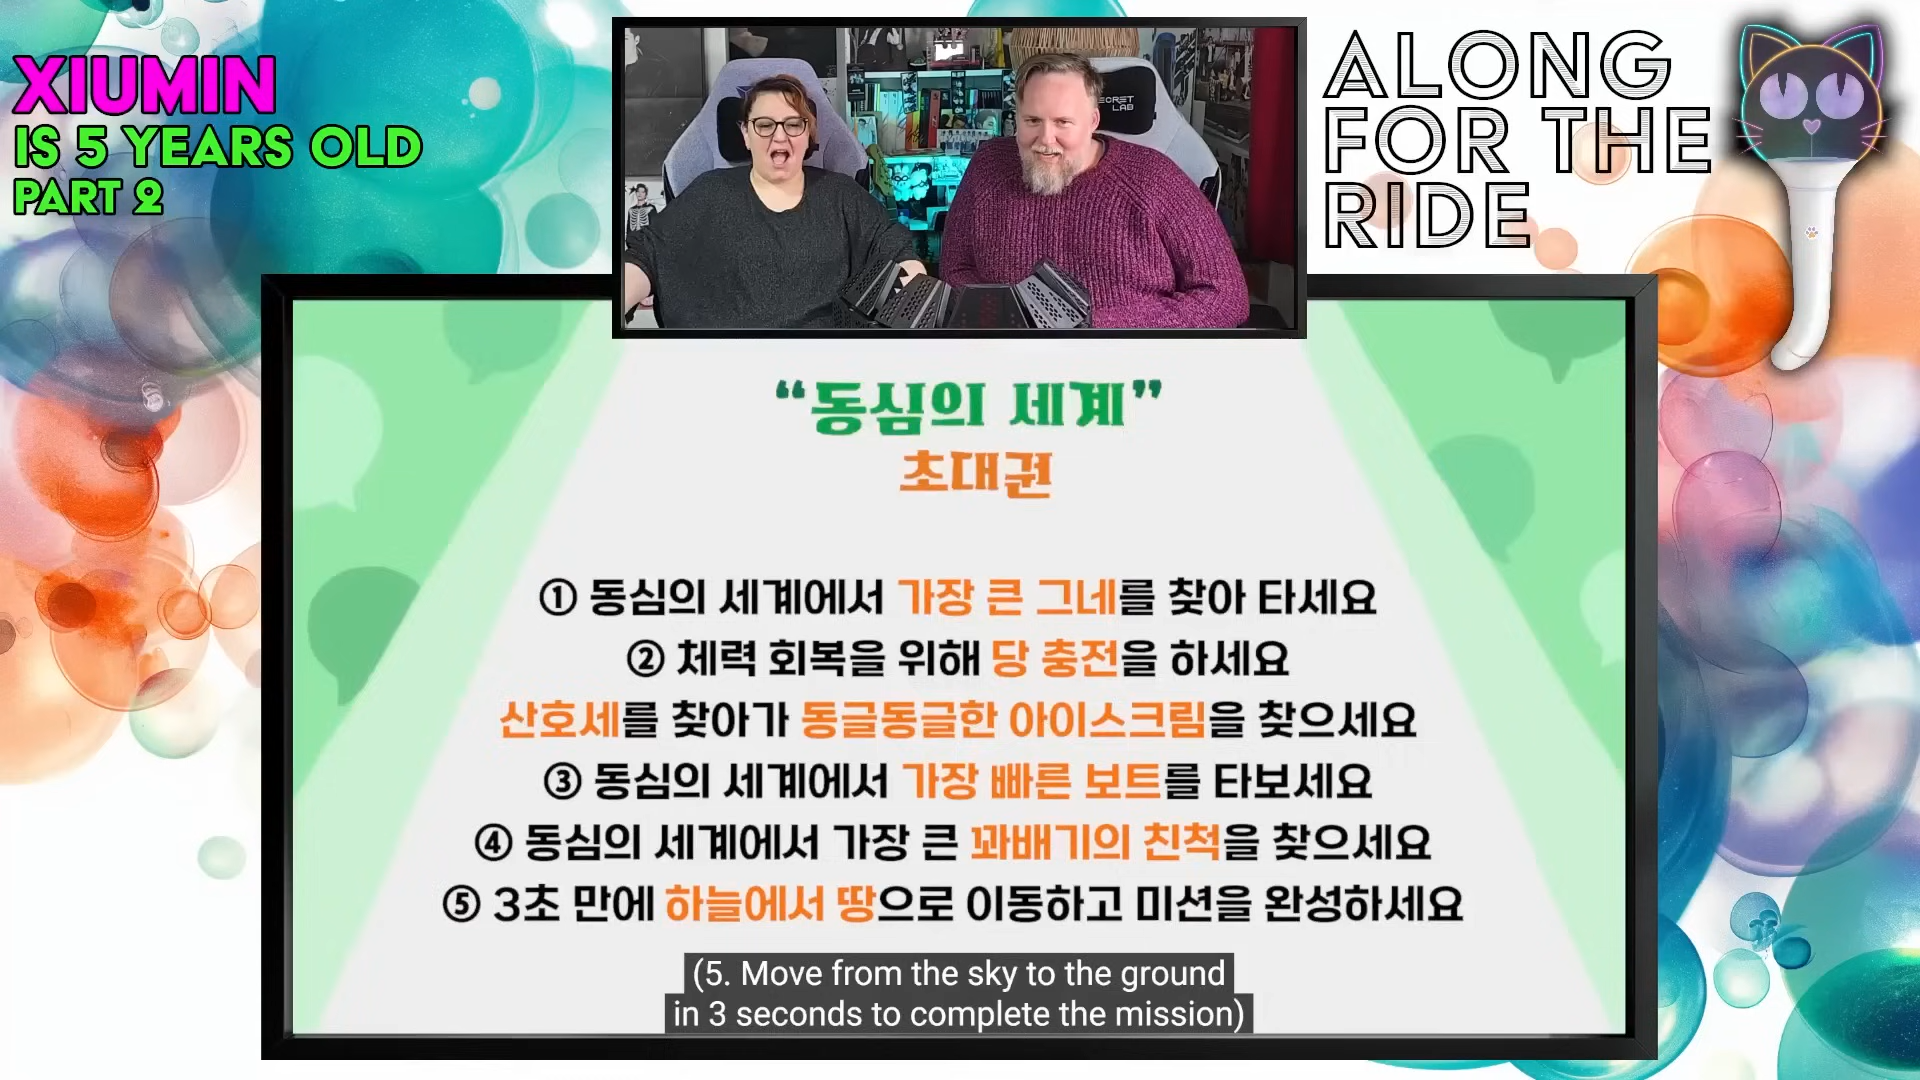 XIUMIN
IS 5 YEARS OLD
PART 2
SECRET
LAB
ALONG
FOR THE
RIDE
“동심의 세계”
초대권
① 동심의 세계에서 가장 큰 그네를 찾아 타세요
② 체력 회복을 위해 당 충전을 하세요
산호세를 찾아가 동글동글한 아이스크림을 찾으세요
③ 동심의 세계에서 가장 빠른 보트를 타보세요
④ 동심의 세계에서 가장 큰 꽈배기의 친척을 찾으세요
⑤ 3초 만에 하늘에서 땅으로 이동하고 미션을 완성하세요
(5. Move from the sky to the ground
in 3 seconds to complete the mission)